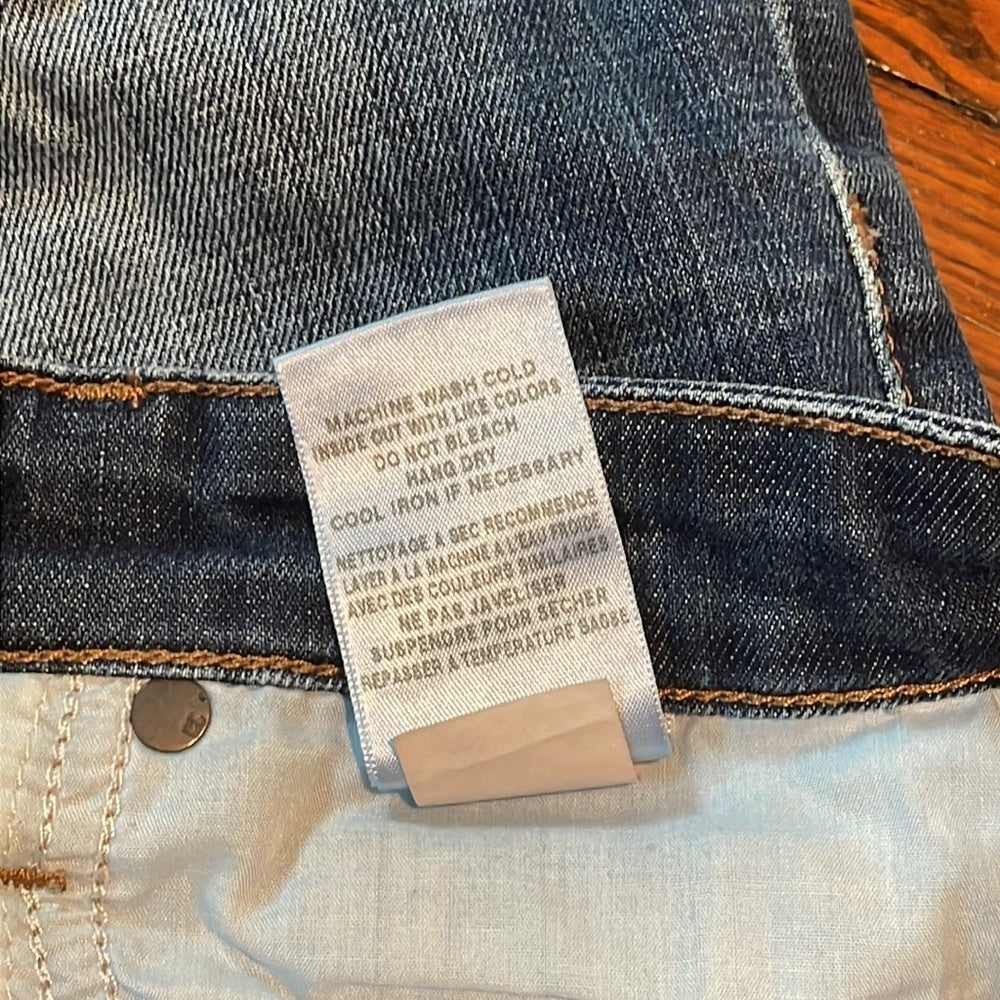 MACHINE WASH COLD
INSIDE OUT WITH LIKE COLORS
DO NOT BLEACH
HANG DRY
COOL IRON IF NECESSARY
NETTOYAGE A SEC RECOMMENDE
LAVER A LA MACHINE A L'EAU FROIDE
AVEC DES COULEURS SIMILAIRES
NE PAS JAVELISER
SUSPENDRE POUR SECHER
REPASSER A TEMPERATURE BASSE